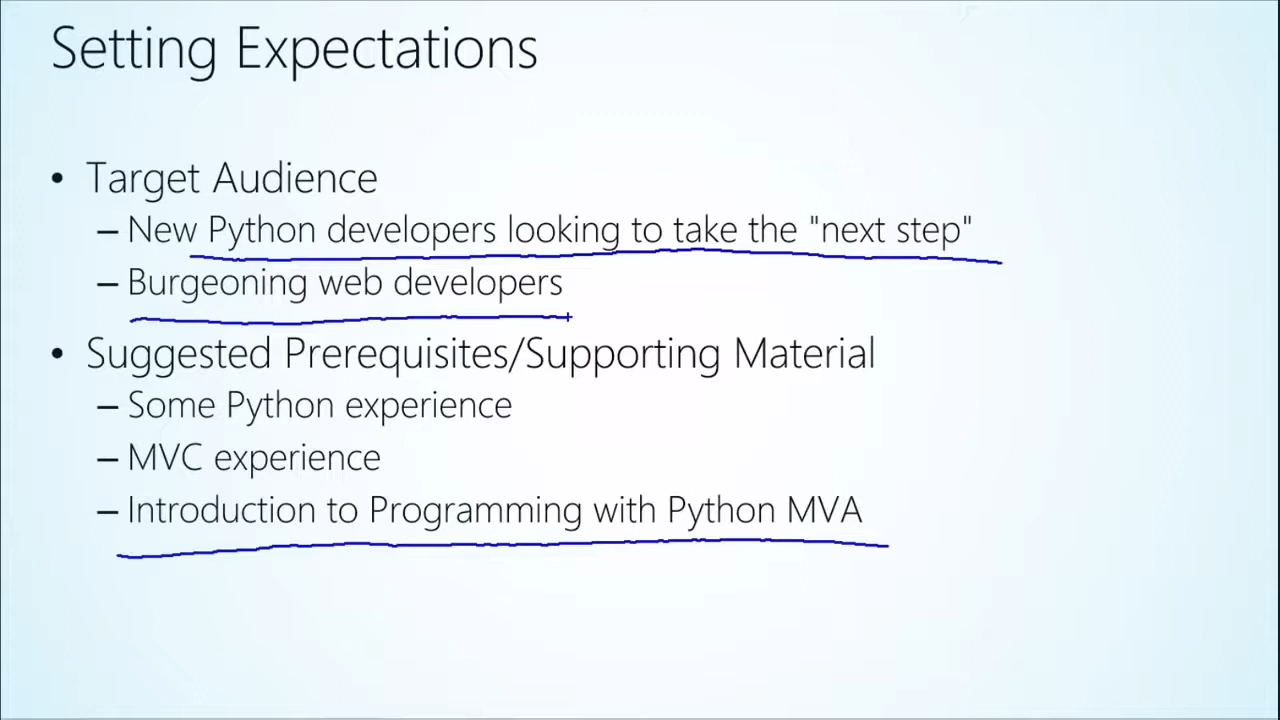 Setting Expectations
• Target Audience
– New Python developers looking to take the "next step"
– Burgeoning web developers
• Suggested Prerequisites/Supporting Material
– Some Python experience
– MVC experience
– Introduction to Programming with Python MVA